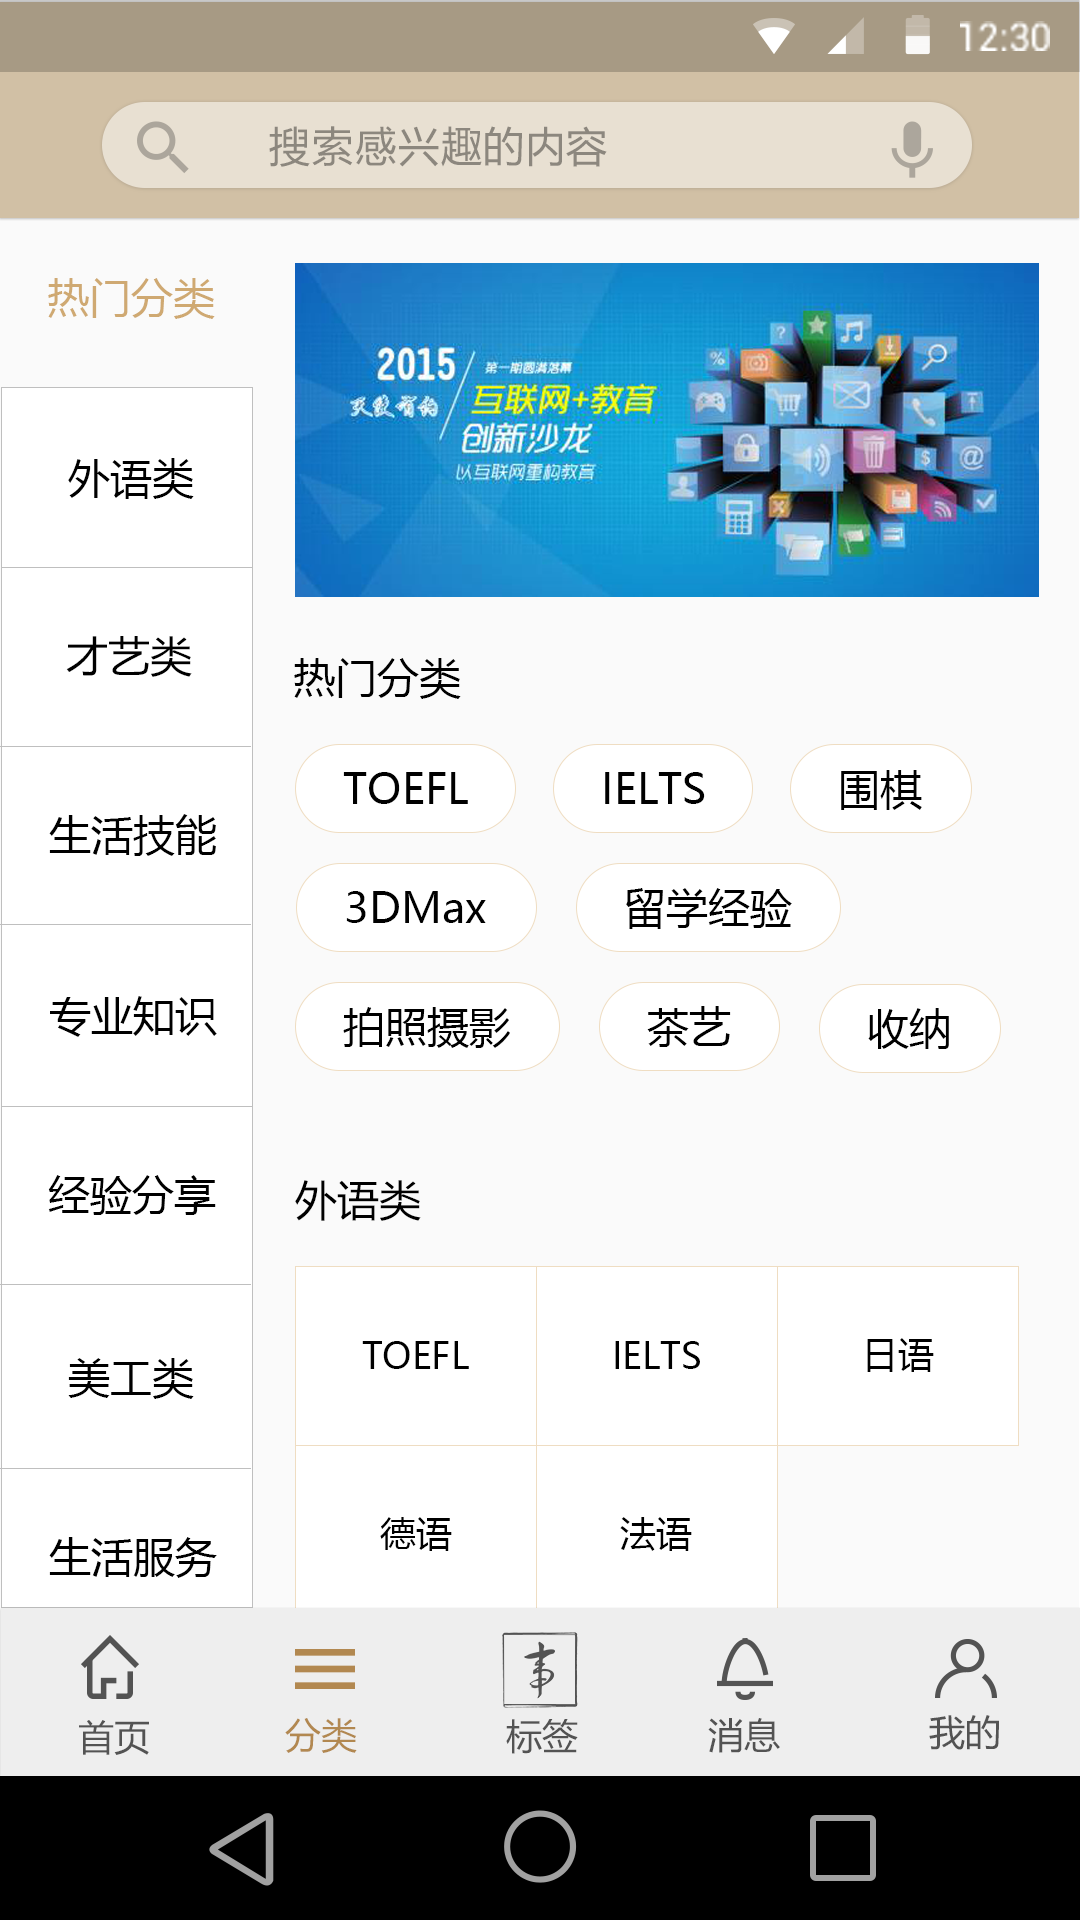 12:30
搜索感兴趣的内容
热门分类
外语类
才艺类
生活技能
专业知识
经验分享
美工类
生活服务
2015
第一期圆满落幕
互联网+教育
创新沙龙
以互联网重构教育
热门分类
TOEFL IELTS 围棋
3DMax 留学经验
拍照摄影 茶艺 收纳
外语类
TOEFL IELTS 日语
德语 法语
首页 分类 标签 消息 我的